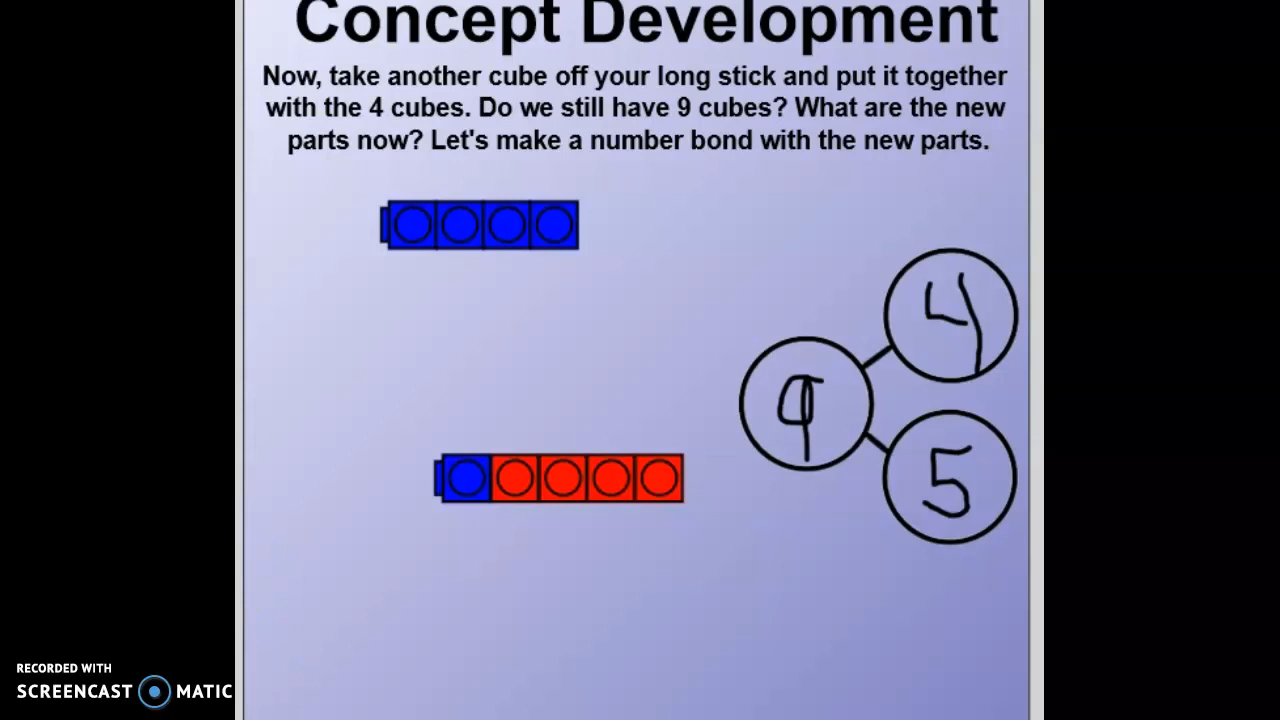 Concept Development
Now, take another cube off your long stick and put it together
with the 4 cubes. Do we still have 9 cubes? What are the new
parts now? Let's make a number bond with the new parts.
4
9
5
RECORDED WITH
SCREENCAST MATIC